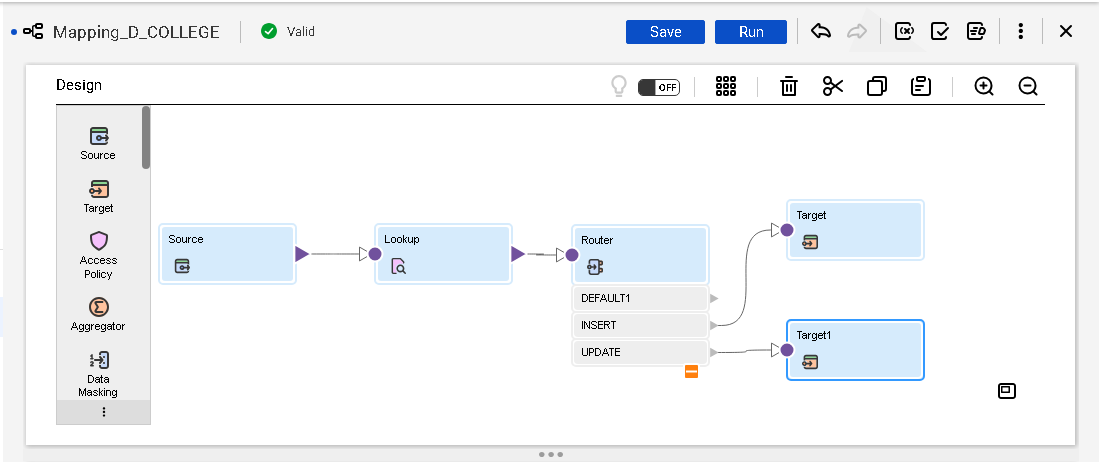 Mapping_D_COLLEGE
Valid
Save
Run
Design
OFF
Source
Target
Access
Policy
Aggregator
Data
Masking
Source
Lookup
Router
DEFAULT1
INSERT
UPDATE
Target
Target1